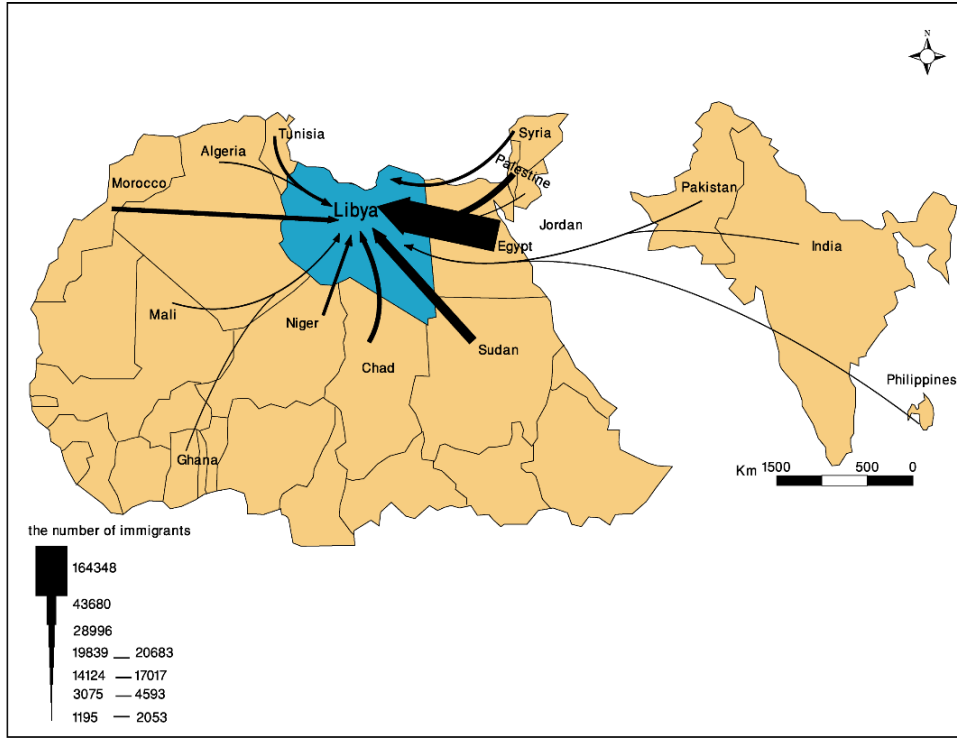 N
Tunisia
Syria
Algeria
Palestine
Morocco
Pakistan
Libya
Jordan
Egypt
India
Mali
Niger
Sudan
Chad
Philippines
Ghana
Km 1500 500 0
the number of immigrants
164348
43680
28996
19839 — 20683
14124 — 17017
3075 — 4593
1195 — 2053